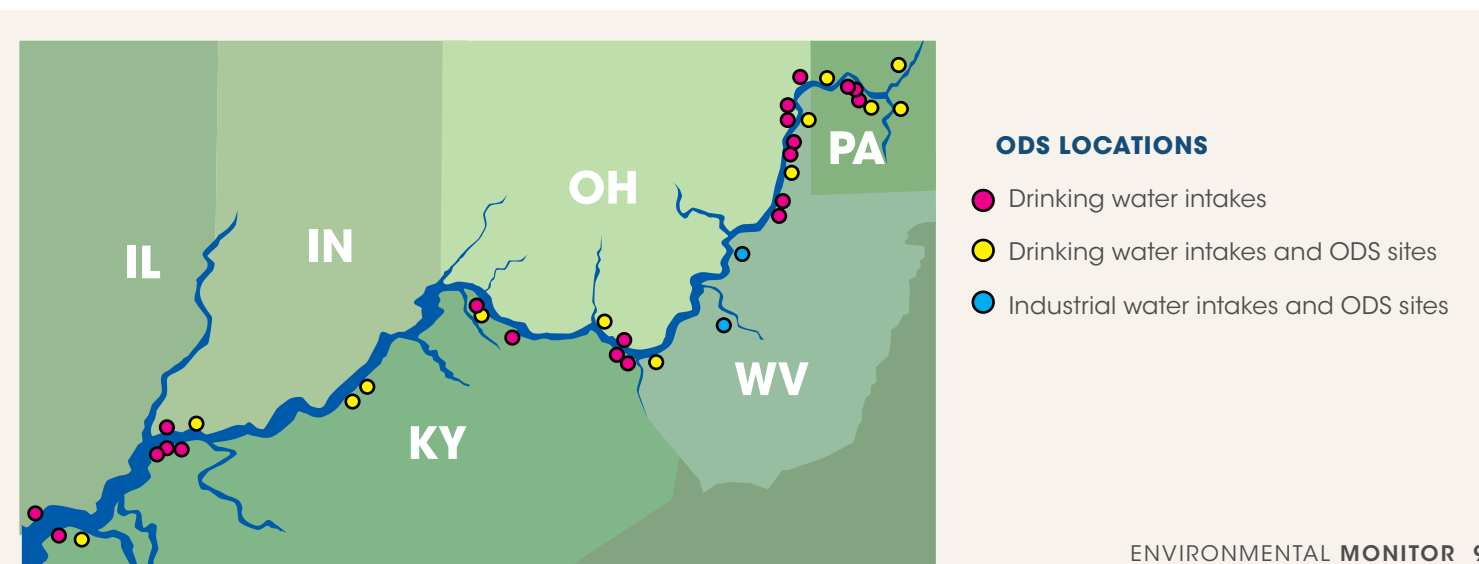 PA
OH
IN
IL
WV
KY
ODS LOCATIONS
Drinking water intakes
Drinking water intakes and ODS sites
Industrial water intakes and ODS sites
ENVIRONMENTAL MONITOR 9